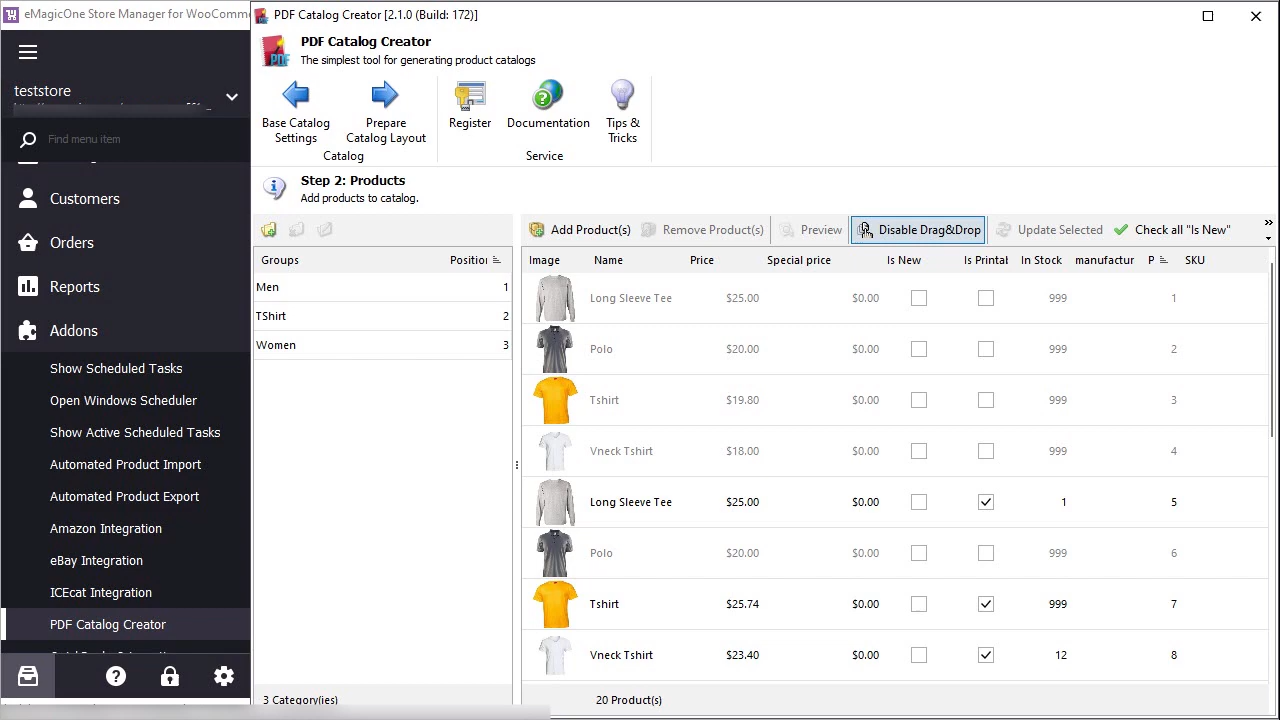 eMagicOne Store Manager for WooComme
PDF Catalog Creator [2.1.0 (Build: 172)]
PDF Catalog Creator
The simplest tool for generating product catalogs
teststore
Find menu item
Customers
Orders
Reports
Addons
Show Scheduled Tasks
Open Windows Scheduler
Show Active Scheduled Tasks
Automated Product Import
Automated Product Export
Amazon Integration
eBay Integration
ICEcat Integration
PDF Catalog Creator
Base Catalog Settings
Prepare Catalog Layout
Register
Documentation
Tips & Tricks
Catalog
Service
Step 2: Products
Add products to catalog.
Add Product(s) Remove Product(s) Preview Disable Drag&Drop Update Selected Check all "Is New" »
Groups Position
Men 1
TShirt 2
Women 3
3 Category(ies)
Image Name Price Special price Is New Is Printal In Stock manufactur P SKU
Long Sleeve Tee $25.00 $0.00 999 1
Polo $20.00 $0.00 999 2
Tshirt $19.80 $0.00 999 3
Vneck Tshirt $18.00 $0.00 999 4
Long Sleeve Tee $25.00 $0.00 1 5
Polo $20.00 $0.00 999 6
Tshirt $25.74 $0.00 999 7
Vneck Tshirt $23.40 $0.00 12 8
20 Product(s)